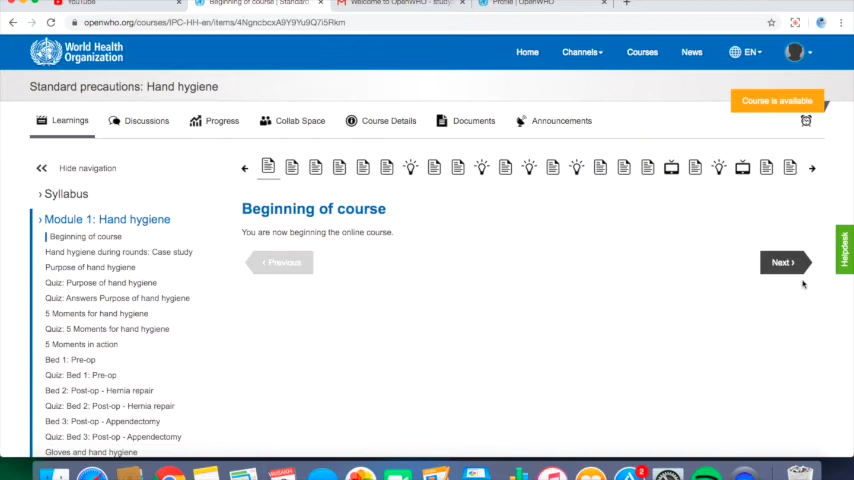 YouTube
Beginning of course | Standard
Welcome to OpenWHO – study
Profile | OpenWHO
openwho.org/courses/IPC-HH-en/items/4NgncbcxA9Y9Yu9Q7i5Rkm
World Health
Organization
Home
Channels
Courses
News
EN
Standard precautions: Hand hygiene
Course is available
Learnings
Discussions
Progress
Collab Space
Course Details
Documents
Announcements
Hide navigation
Syllabus
Module 1: Hand hygiene
Beginning of course
Hand hygiene during rounds: Case study
Purpose of hand hygiene
Quiz: Purpose of hand hygiene
Quiz: Answers Purpose of hand hygiene
5 Moments for hand hygiene
Quiz: 5 Moments for hand hygiene
5 Moments in action
Bed 1: Pre-op
Quiz: Bed 1: Pre-op
Bed 2: Post-op - Hernia repair
Quiz: Bed 2: Post-op - Hernia repair
Bed 3: Post-op - Appendectomy
Quiz: Bed 3: Post-op - Appendectomy
Gloves and hand hygiene
Beginning of course
You are now beginning the online course.
‹ Previous
Next ›
Helpdesk
2